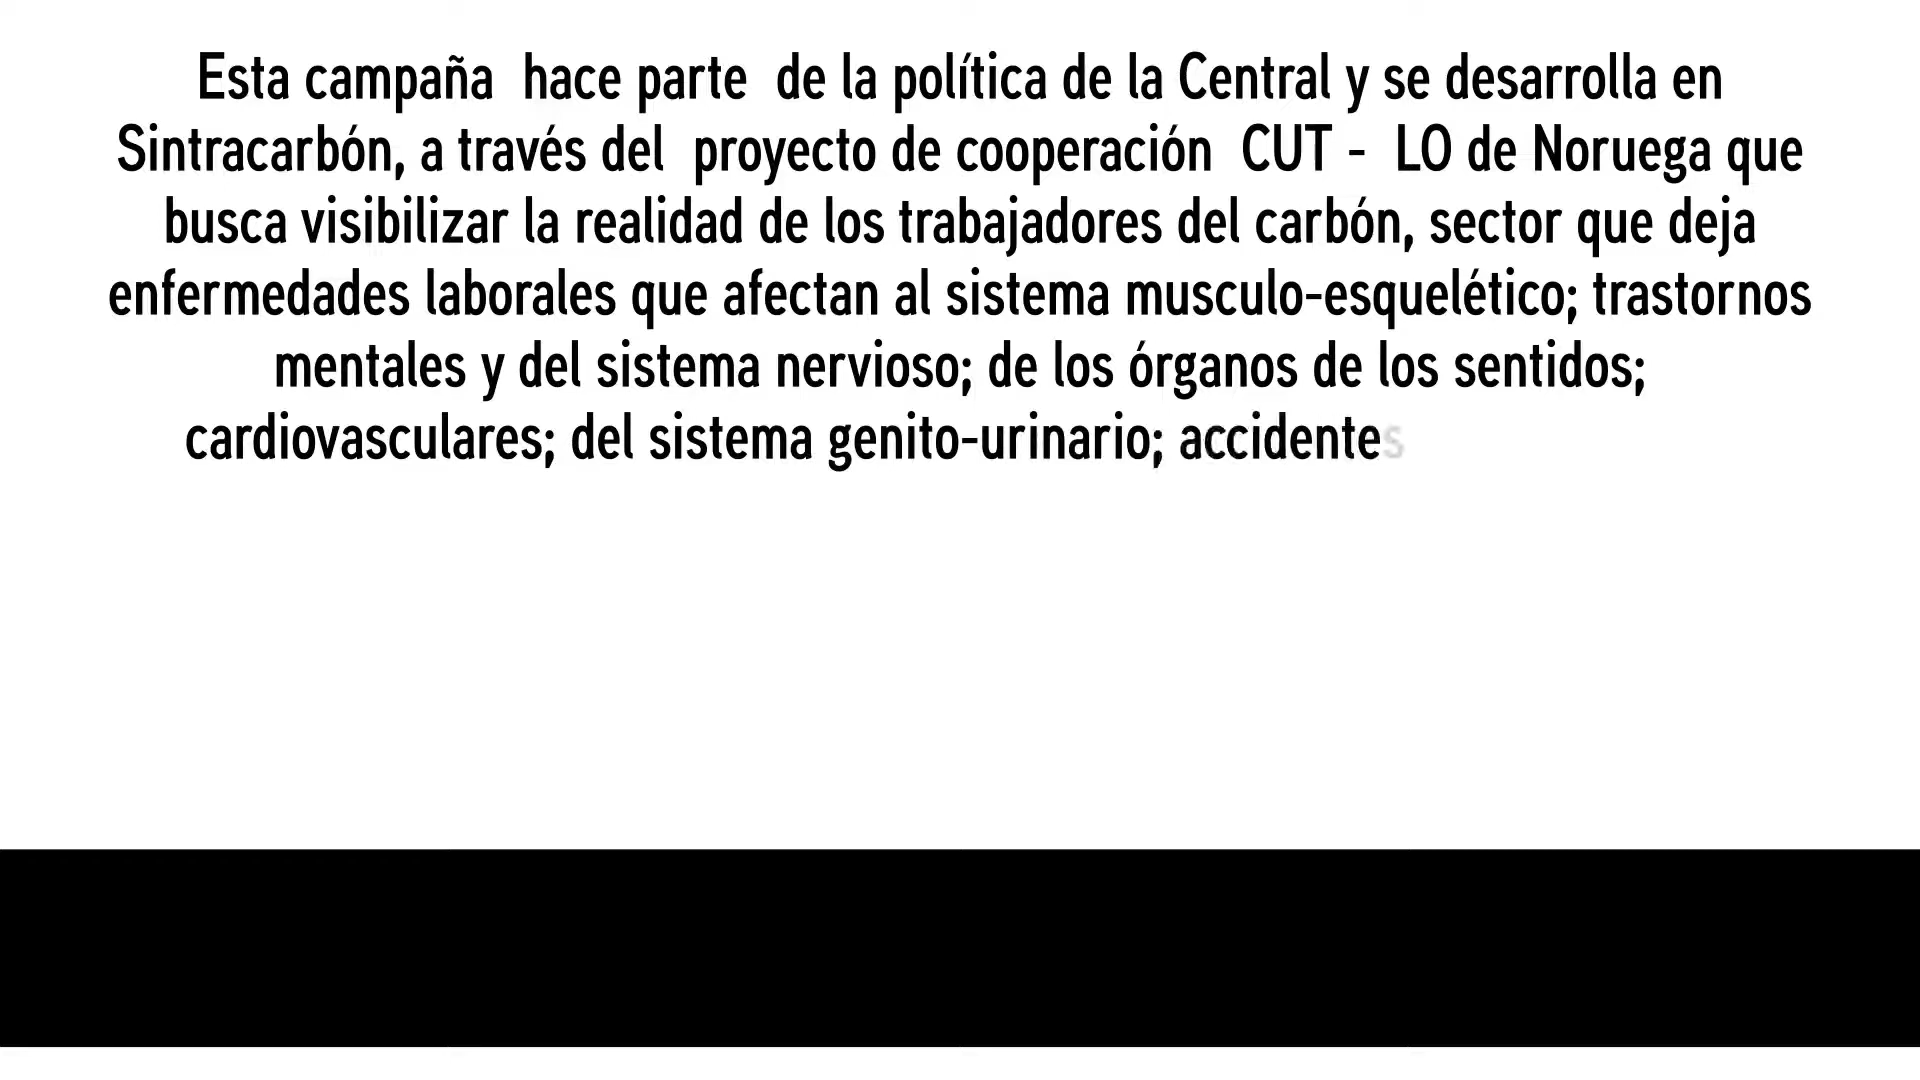 Esta campaña  hace parte  de la política de la Central y se desarrolla en
Sintracarbón, a través del  proyecto de cooperación  CUT -  LO de Noruega que
busca visibilizar la realidad de los trabajadores del carbón, sector que deja
enfermedades laborales que afectan al sistema musculo-esquelético; trastornos
mentales y del sistema nervioso; de los órganos de los sentidos;
cardiovasculares; del sistema genito-urinario; accidentes